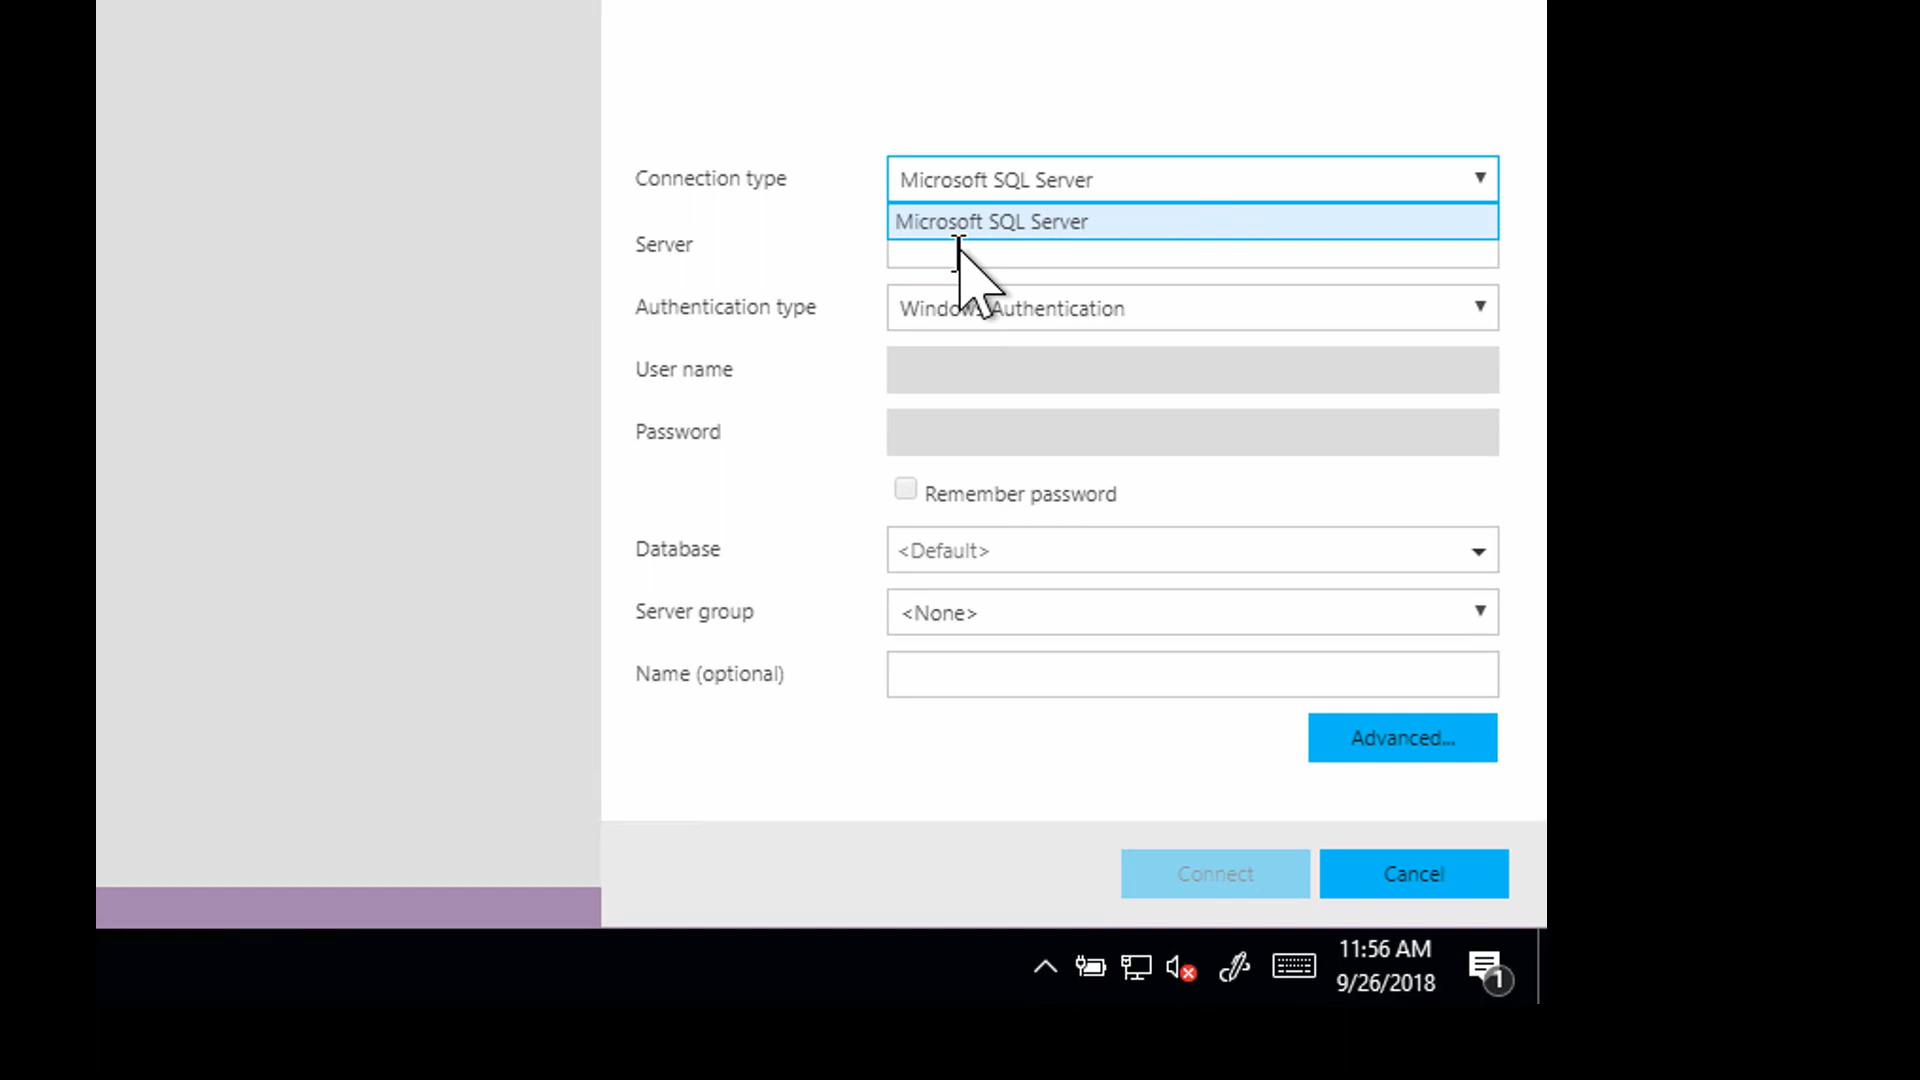 Connection type
Microsoft SQL Server
Microsoft SQL Server
Server
Authentication type
Windows Authentication
User name
Password
Remember password
Database
<Default>
Server group
<None>
Name (optional)
Advanced...
Connect
Cancel
11:56 AM
9/26/2018
1